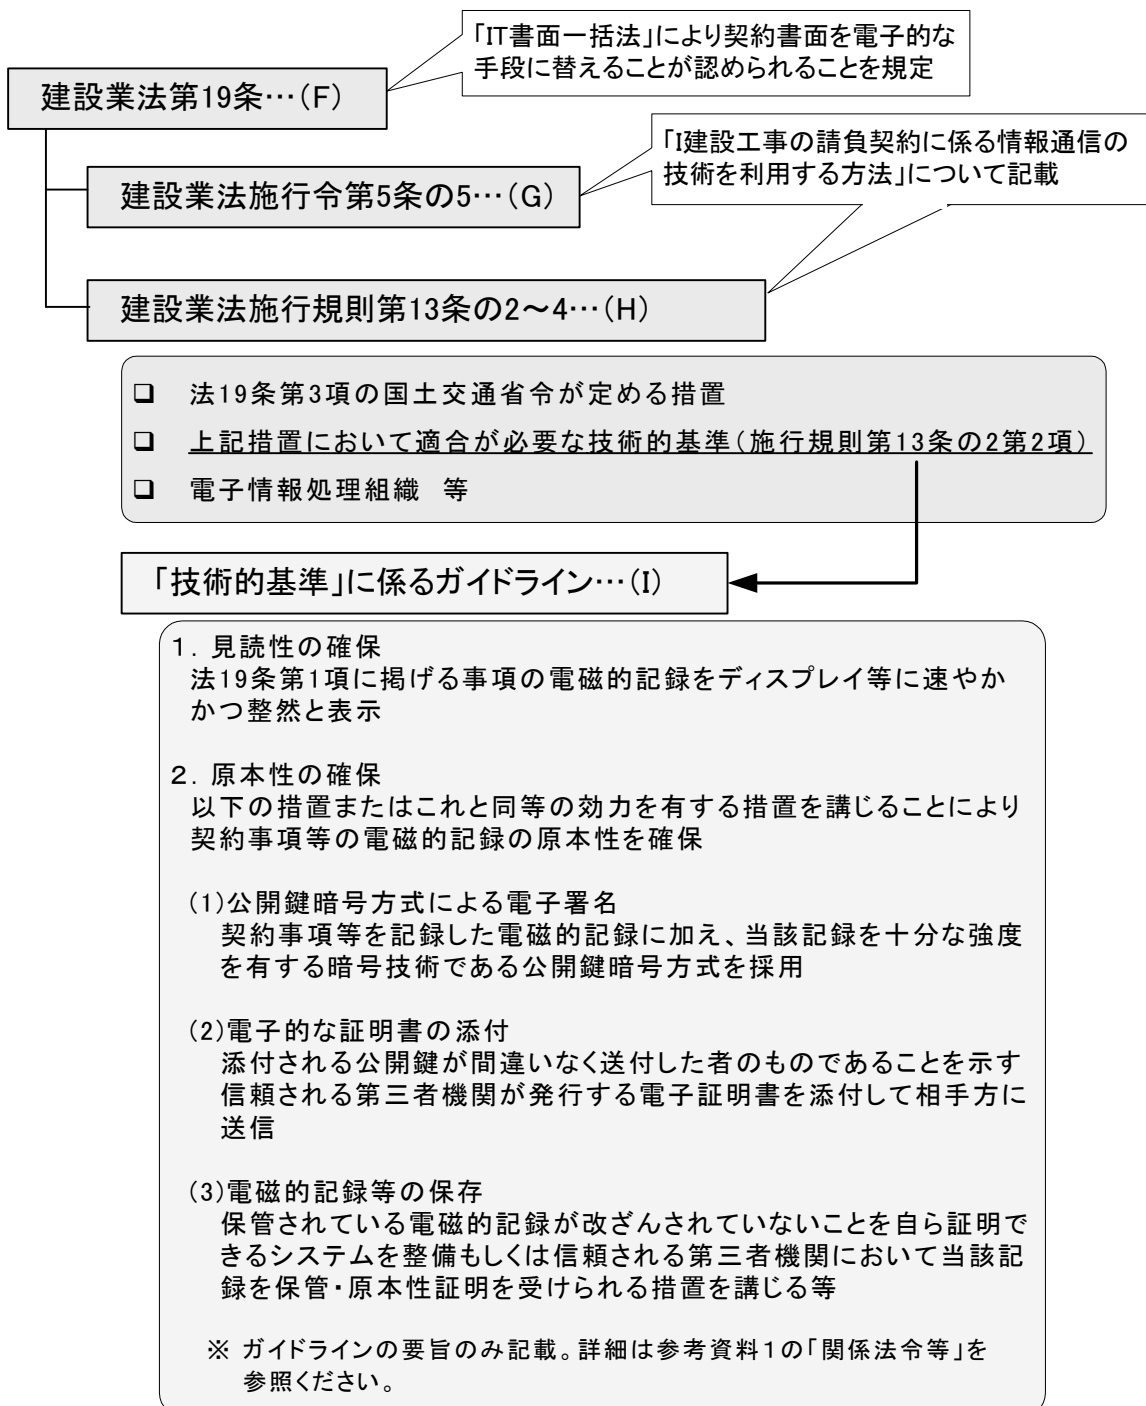 「IT書面一括法」により契約書面を電子的な
手段に替えることが認められることを規定
建設業法第19条…(F)
「I建設工事の請負契約に係る情報通信の
技術を利用する方法」について記載
建設業法施行令第5条の5…(G)
建設業法施行規則第13条の2～4…(H)
❑ 法19条第3項の国土交通省令が定める措置
❑ 上記措置において適合が必要な技術的基準(施行規則第13条の2第2項)
❑ 電子情報処理組織 等
「技術的基準」に係るガイドライン…(I)
1. 見読性の確保
法19条第1項に掲げる事項の電磁的記録をディスプレイ等に速やか
かつ整然と表示
2. 原本性の確保
以下の措置またはこれと同等の効力を有する措置を講じることにより
契約事項等の電磁的記録の原本性を確保
(1)公開鍵暗号方式による電子署名
契約事項等を記録した電磁的記録に加え、当該記録を十分な強度
を有する暗号技術である公開鍵暗号方式を採用
(2)電子的な証明書の添付
添付される公開鍵が間違いなく送付した者のものであることを示す
信頼される第三者機関が発行する電子証明書を添付して相手方に
送信
(3)電磁的記録等の保存
保管されている電磁的記録が改ざんされていないことを自ら証明で
きるシステムを整備もしくは信頼される第三者機関において当該記
録を保管・原本性証明を受けられる措置を講じる等
※ ガイドラインの要旨のみ記載。詳細は参考資料1の「関係法令等」を
参照ください。